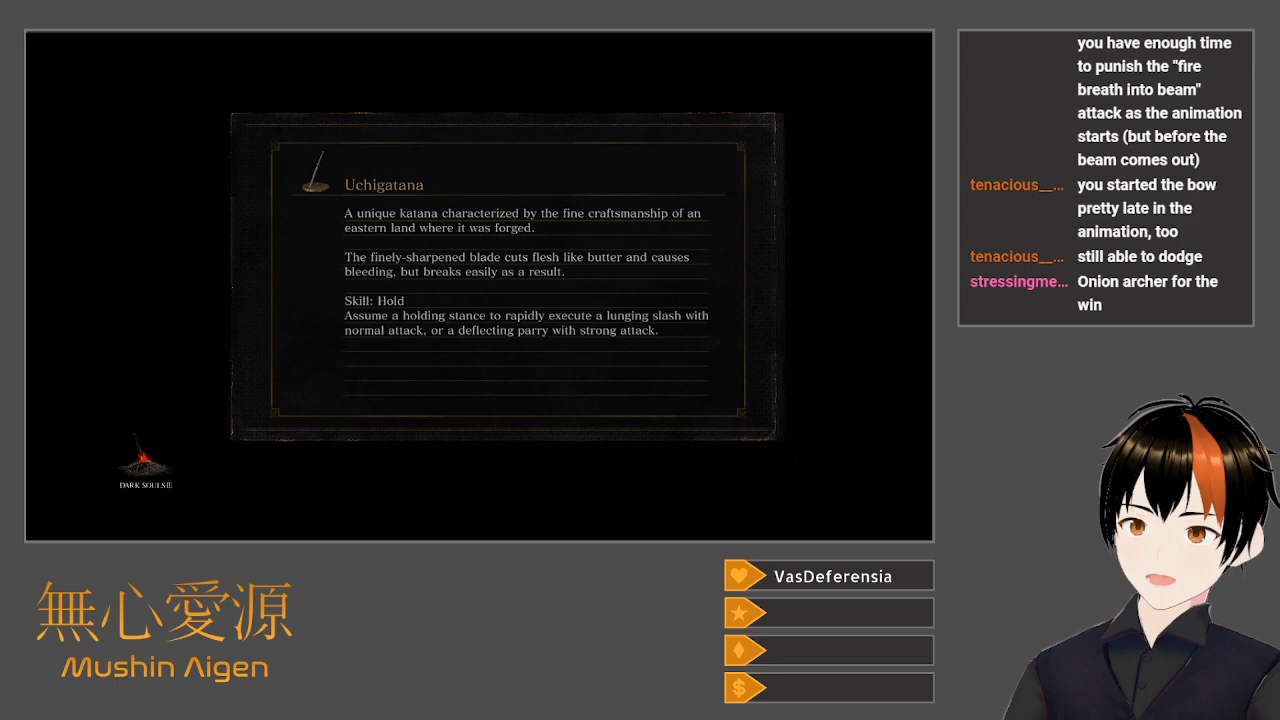 Uchigatana
A unique katana characterized by the fine craftsmanship of an
eastern land where it was forged.
The finely-sharpened blade cuts flesh like butter and causes
bleeding, but breaks easily as a result.
Skill: Hold
Assume a holding stance to rapidly execute a lunging slash with
normal attack, or a deflecting parry with strong attack.
DARK SOULS III
you have enough time
to punish the "fire
breath into beam"
attack as the animation
starts (but before the
beam comes out)
tenacious__... you started the bow
pretty late in the
animation, too
tenacious__... still able to dodge
stressingme... Onion archer for the
win
無心愛源
Mushin Aigen
VasDeferensia
$